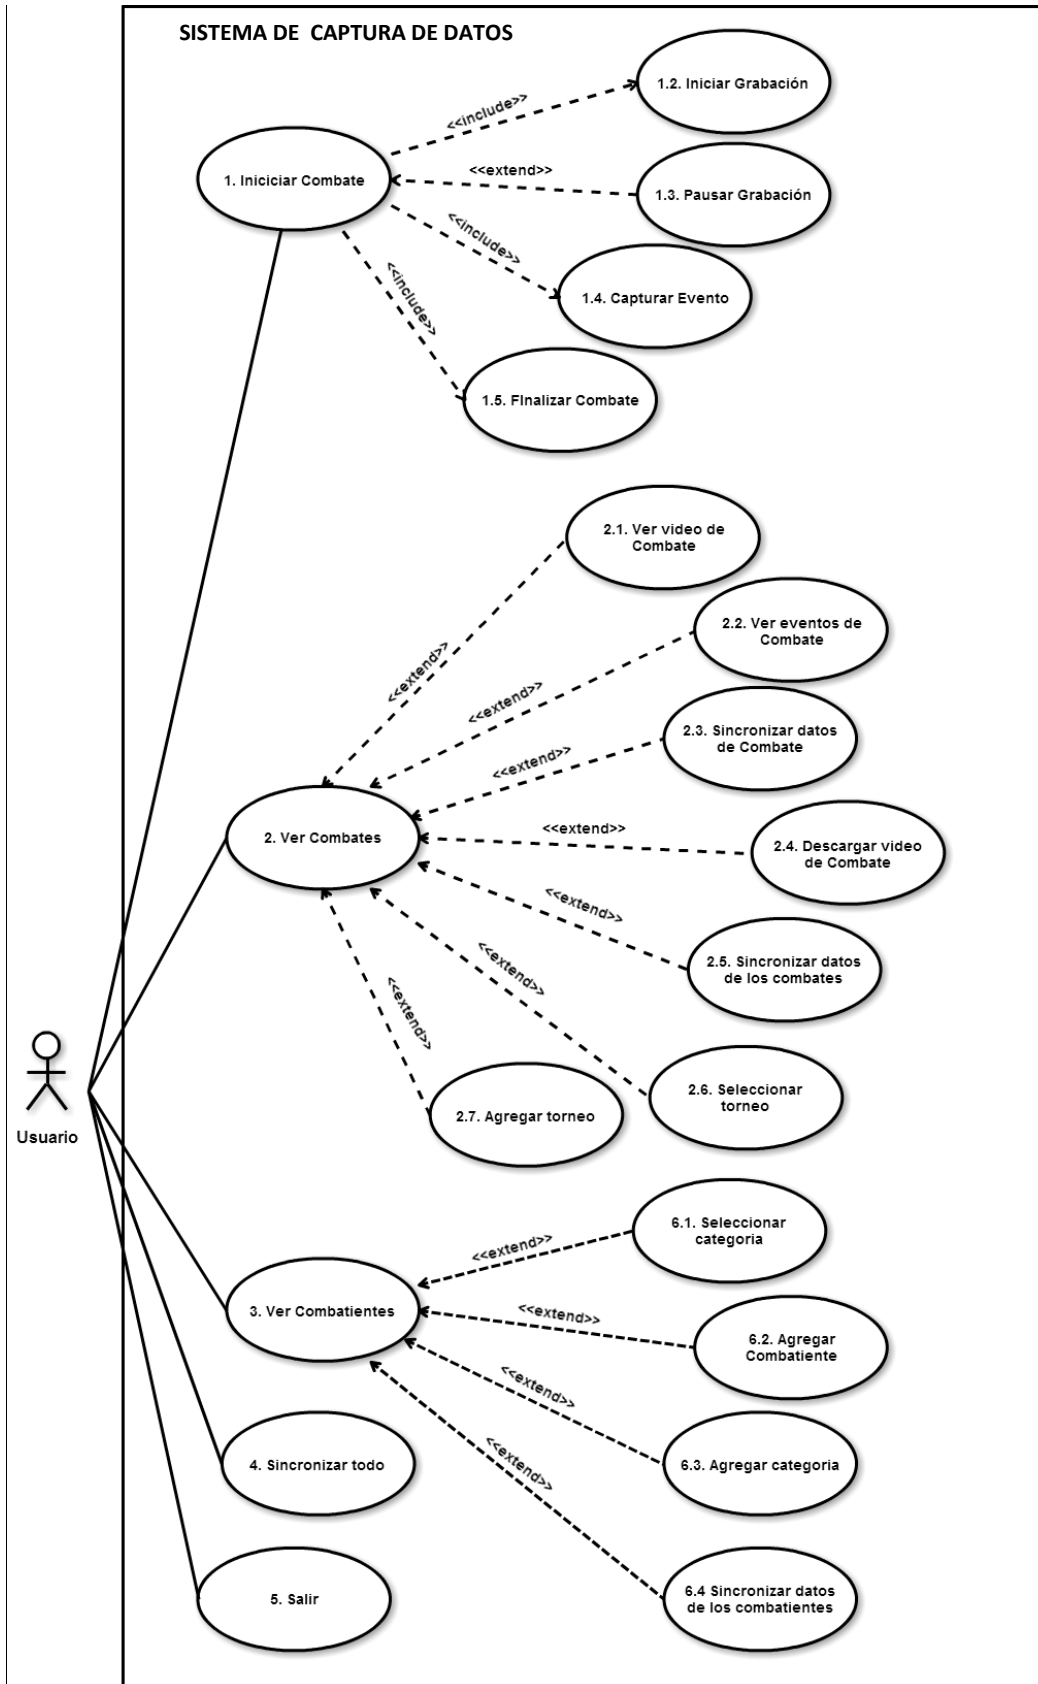 SISTEMA DE CAPTURA DE DATOS
1.2. Iniciar Grabación
<<include>>
1. Iniciciar Combate
<<extend>>
1.3. Pausar Grabación
<<include>>
1.4. Capturar Evento
<<include>>
1.5. FInalizar Combate
2.1. Ver video de
Combate
<<extend>>
2.2. Ver eventos de
Combate
<<extend>>
2.3. Sincronizar datos
de Combate
<<extend>>
2. Ver Combates
<<extend>>
2.4. Descargar video
de Combate
<<extend>>
2.5. Sincronizar datos
de los combates
<<extend>>
2.6. Seleccionar
torneo
<<extend>>
2.7. Agregar torneo
Usuario
6.1. Seleccionar
categoria
<<extend>>
3. Ver Combatientes
<<extend>>
6.2. Agregar
Combatiente
<<extend>>
6.3. Agregar categoria
<<extend>>
4. Sincronizar todo
6.4 Sincronizar datos
de los combatientes
5. Salir